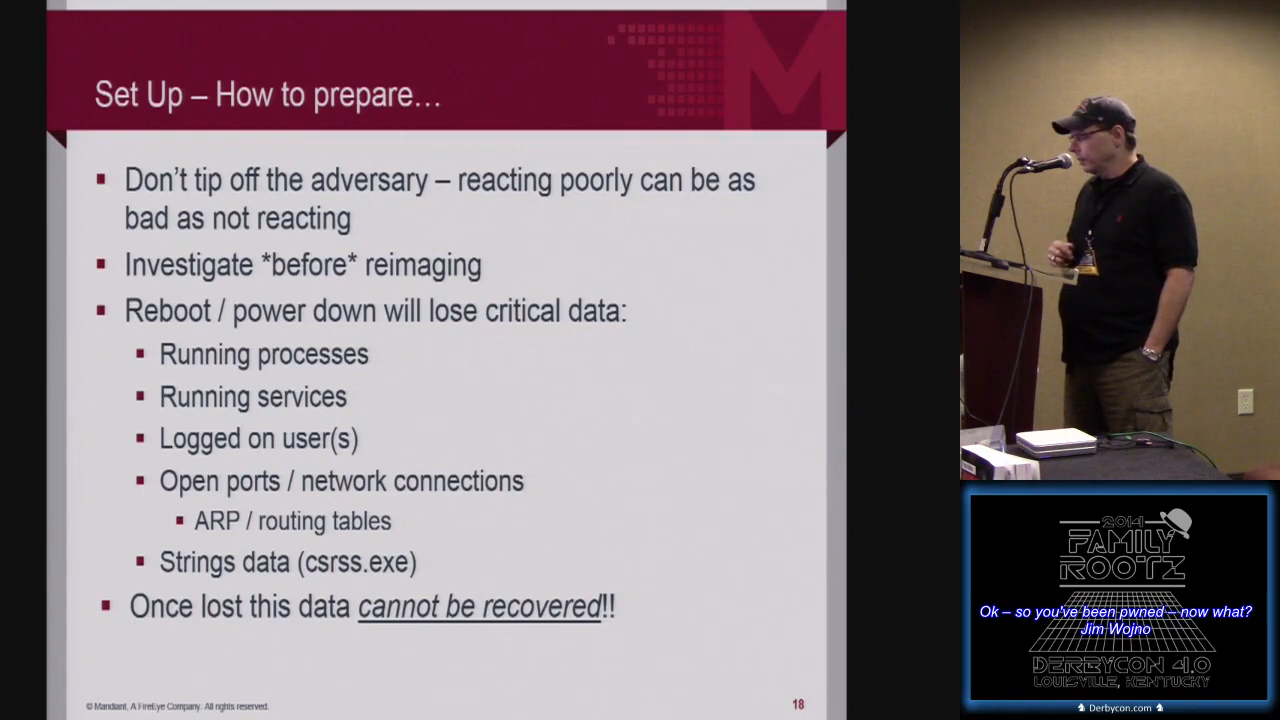 Set Up – How to prepare…
Don't tip off the adversary – reacting poorly can be as
bad as not reacting
Investigate *before* reimaging
Reboot / power down will lose critical data:
Running processes
Running services
Logged on user(s)
Open ports / network connections
ARP / routing tables
Strings data (csrss.exe)
Once lost this data cannot be recovered!!
© Mandiant, A FireEye Company. All rights reserved.
18
2014
FAMILY
ROOTZ
Ok – so you've been pwned – now what?
Jim Wojno
DERBYCON 4.0
LOUISVILLE, KENTUCKY
Derbycon.com